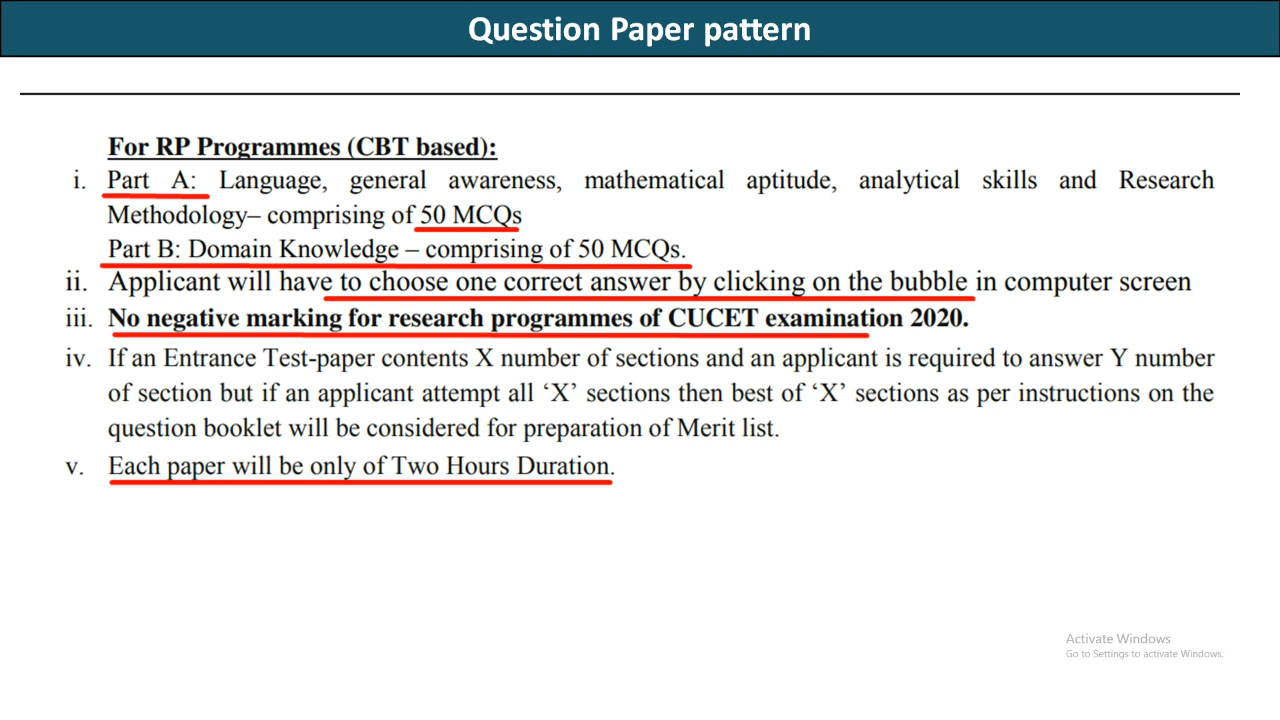 Question Paper pattern
For RP Programmes (CBT based):
i. Part A: Language, general awareness, mathematical aptitude, analytical skills and Research
Methodology– comprising of 50 MCQs
Part B: Domain Knowledge – comprising of 50 MCQs.
ii. Applicant will have to choose one correct answer by clicking on the bubble in computer screen
iii. No negative marking for research programmes of CUCET examination 2020.
iv. If an Entrance Test-paper contents X number of sections and an applicant is required to answer Y number
of section but if an applicant attempt all ‘X’ sections then best of ‘X’ sections as per instructions on the
question booklet will be considered for preparation of Merit list.
v. Each paper will be only of Two Hours Duration.
Activate Windows
Go to Settings to activate Windows.